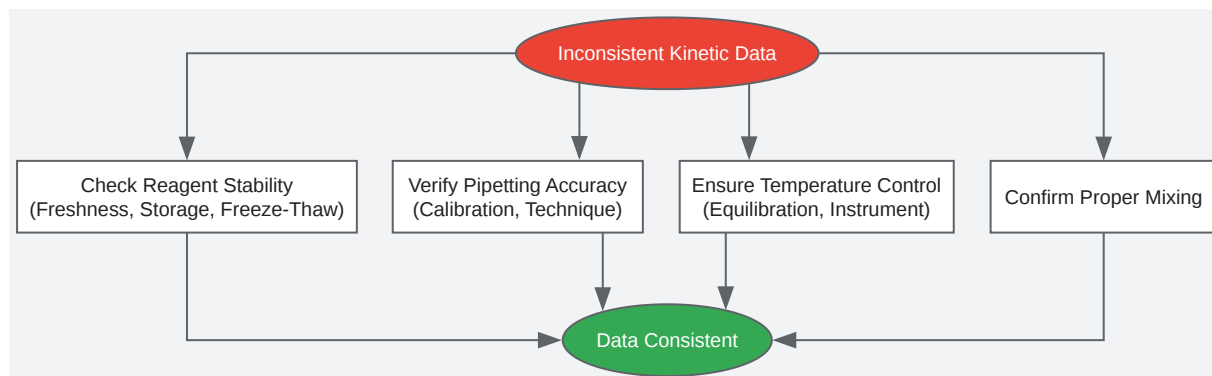 Inconsistent Kinetic Data
Check Reagent Stability
(Freshness, Storage, Freeze-Thaw)
Verify Pipetting Accuracy
(Calibration, Technique)
Ensure Temperature Control
(Equilibration, Instrument)
Confirm Proper Mixing
Data Consistent